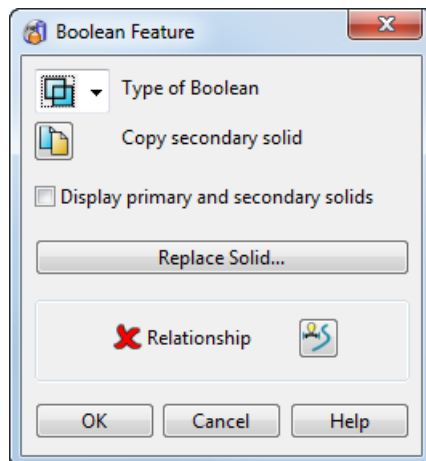 Boolean Feature
Type of Boolean
Copy secondary solid
Display primary and secondary solids
Replace Solid...
Relationship
OK Cancel Help